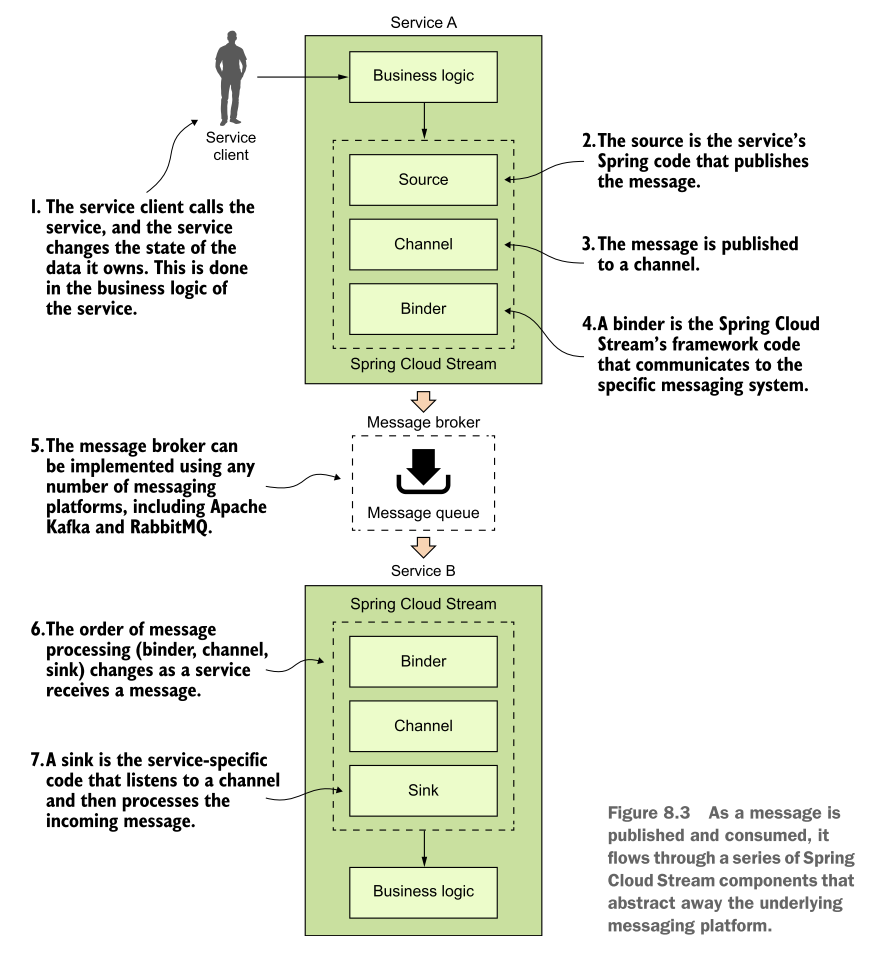 Service A
Business logic
Service
client
Source
Channel
Binder
Spring Cloud Stream
1. The service client calls the
service, and the service
changes the state of the
data it owns. This is done
in the business logic of
the service.
2.The source is the service's
Spring code that publishes
the message.
3.The message is published
to a channel.
4.A binder is the Spring Cloud
Stream's framework code
that communicates to the
specific messaging system.
Message broker
Message queue
5.The message broker can
be implemented using any
number of messaging
platforms, including Apache
Kafka and RabbitMQ.
Service B
Spring Cloud Stream
Binder
Channel
Sink
Business logic
6.The order of message
processing (binder, channel,
sink) changes as a service
receives a message.
7.A sink is the service-specific
code that listens to a channel
and then processes the
incoming message.
Figure 8.3 As a message is
published and consumed, it
flows through a series of Spring
Cloud Stream components that
abstract away the underlying
messaging platform.